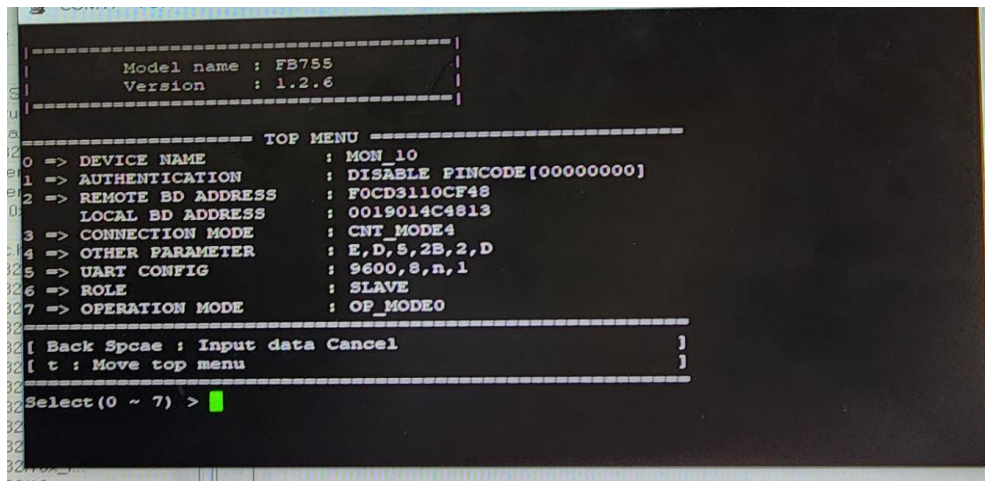 Model name : FB755
Version : 1.2.6
TOP MENU
0 => DEVICE NAME : MON_10
1 => AUTHENTICATION : DISABLE PINCODE[00000000]
2 => REMOTE BD ADDRESS : F0CD3110CF48
LOCAL BD ADDRESS : 0019014C4813
3 => CONNECTION MODE : CNT_MODE4
4 => OTHER PARAMETER : E,D,5,2B,2,D
5 => UART CONFIG : 9600,8,n,1
6 => ROLE : SLAVE
7 => OPERATION MODE : OP_MODE0
[ Back Spcae : Input data Cancel ]
[ t : Move top menu ]
Select(0 ~ 7) >